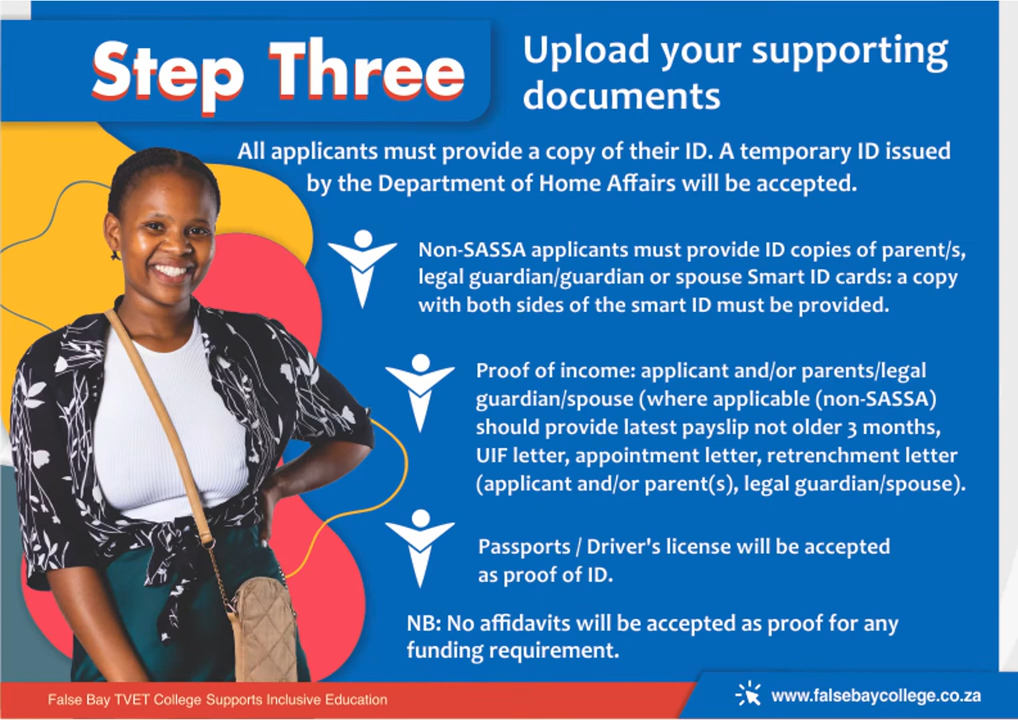 Step Three
Upload your supporting
documents
All applicants must provide a copy of their ID. A temporary ID issued
by the Department of Home Affairs will be accepted.
Non-SASSA applicants must provide ID copies of parent/s,
legal guardian/guardian or spouse Smart ID cards: a copy
with both sides of the smart ID must be provided.
Proof of income: applicant and/or parents/legal
guardian/spouse (where applicable (non-SASSA)
should provide latest payslip not older 3 months,
UIF letter, appointment letter, retrenchment letter
(applicant and/or parent(s), legal guardian/spouse).
Passports / Driver's license will be accepted
as proof of ID.
NB: No affidavits will be accepted as proof for any
funding requirement.
False Bay TVET College Supports Inclusive Education
www.falsebaycollege.co.za